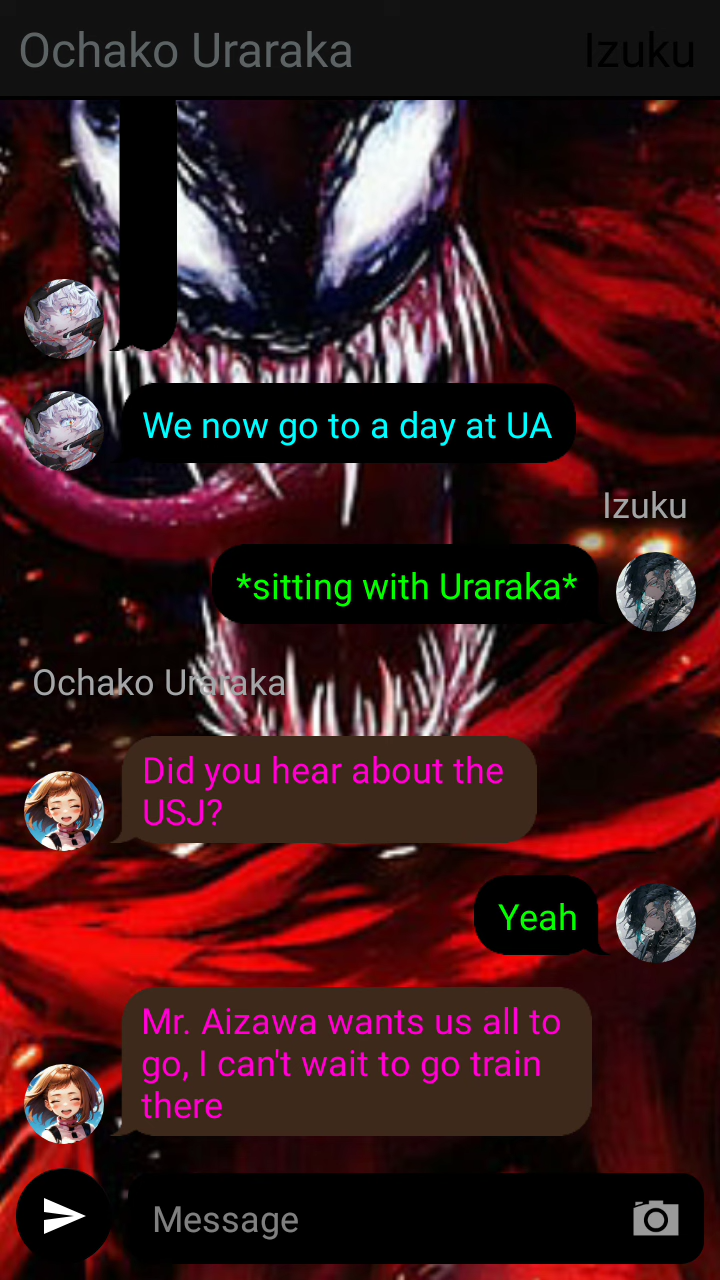 Ochako Uraraka Izuku
We now go to a day at UA
Izuku
*sitting with Uraraka*
Ochako Uraraka
Did you hear about the
USJ?
Yeah
Mr. Aizawa wants us all to
go, I can't wait to go train
there
Message